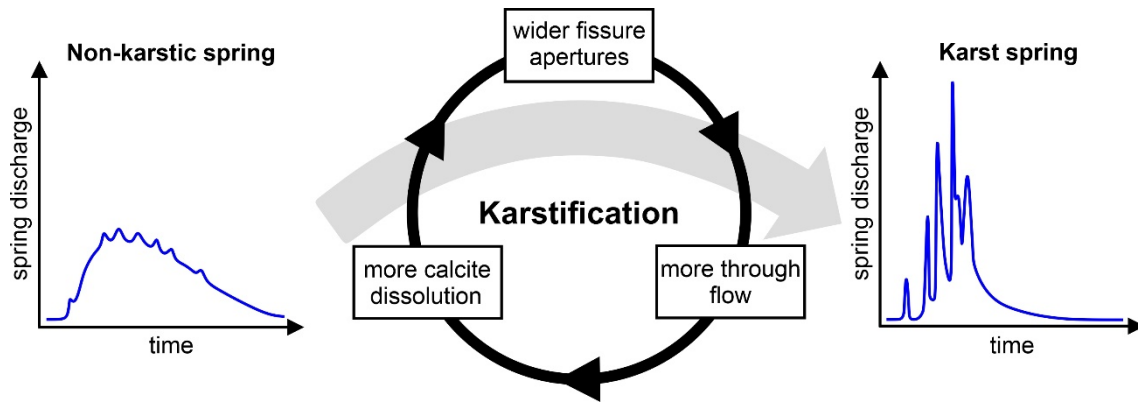 Non-karstic spring
spring discharge
time
wider fissure
apertures
Karstification
more calcite
dissolution
more through
flow
Karst spring
spring discharge
time